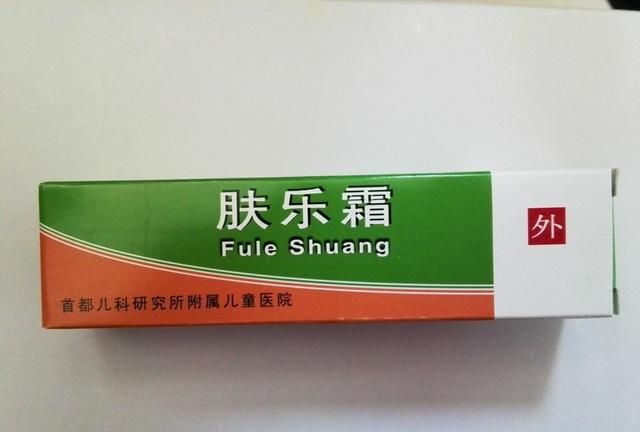 肤乐霜
Fule Shuang
外
首都儿科研究所附属儿童医院